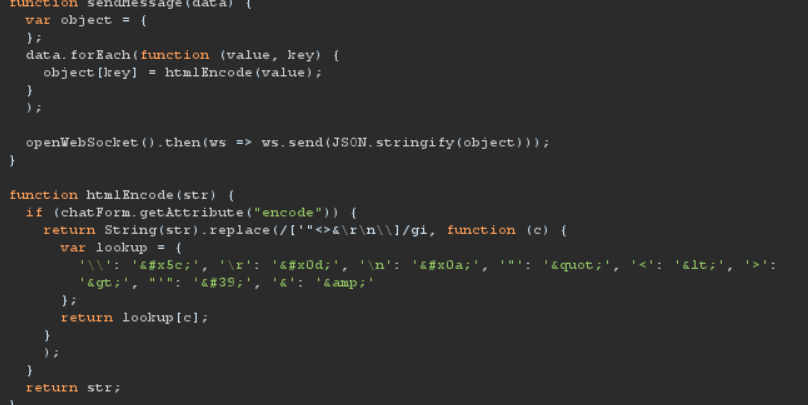 function sendMessage(data) {
var object = {
};
data.forEach(function (value, key) {
object[key] = htmlEncode(value);
}
);
openWebSocket().then(ws => ws.send(JSON.stringify(object)));
}
function htmlEncode(str) {
if (chatForm.getAttribute("encode")) {
return String(str).replace(/['"<>&\r\n\\]/gi, function (c) {
var lookup = {
'\\': '&#x5c;', '\r': '&#x0d;', '\n': '&#x0a;', '"': '&quot;', '<': '&lt;', '>':
'&gt;', "'": '&#39;', '&': '&amp;'
};
return lookup[c];
}
);
}
return str;
}